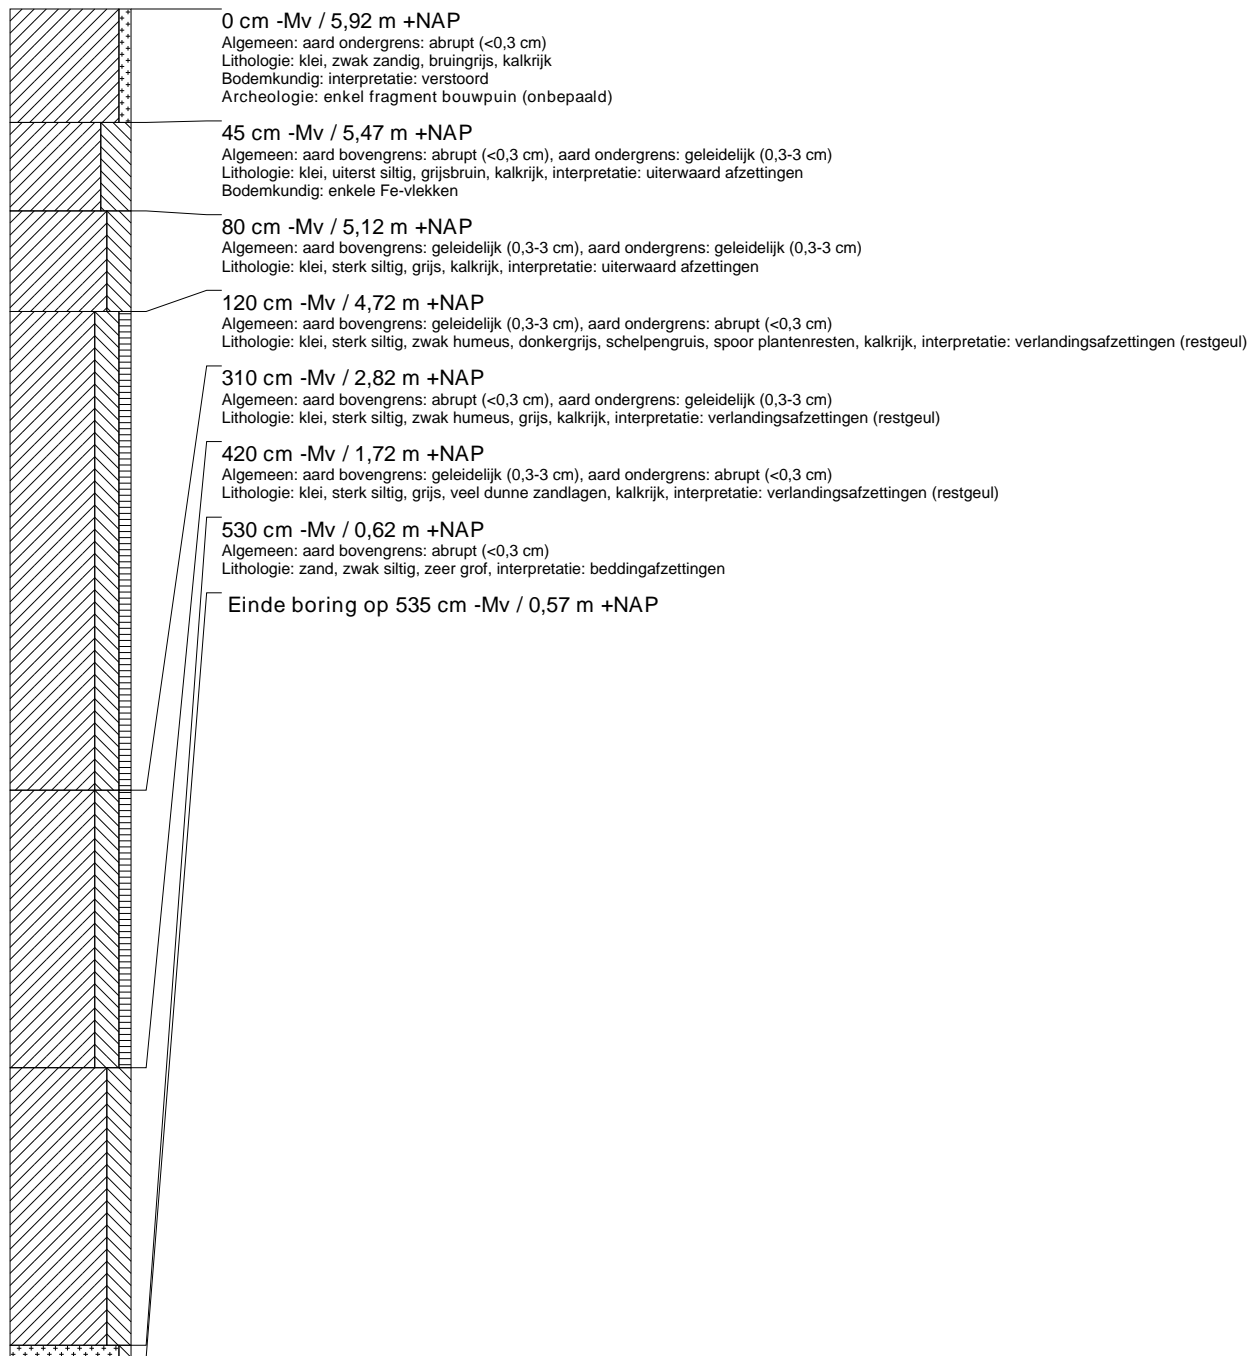 0 cm -Mv / 5,92 m +NAP
Algemeen: aard ondergrens: abrupt (<0,3 cm)
Lithologie: klei, zwak zandig, bruingrijs, kalkrijk
Bodemkundig: interpretatie: verstoord
Archeologie: enkel fragment bouwpuin (onbepaald)
45 cm -Mv / 5,47 m +NAP
Algemeen: aard bovengrens: abrupt (<0,3 cm), aard ondergrens: geleidelijk (0,3-3 cm)
Lithologie: klei, uiterst siltig, grijsbruin, kalkrijk, interpretatie: uiterwaard afzettingen
Bodemkundig: enkele Fe-vlekken
80 cm -Mv / 5,12 m +NAP
Algemeen: aard bovengrens: geleidelijk (0,3-3 cm), aard ondergrens: geleidelijk (0,3-3 cm)
Lithologie: klei, sterk siltig, grijs, kalkrijk, interpretatie: uiterwaard afzettingen
120 cm -Mv / 4,72 m +NAP
Algemeen: aard bovengrens: geleidelijk (0,3-3 cm), aard ondergrens: abrupt (<0,3 cm)
Lithologie: klei, sterk siltig, zwak humeus, donkergrijs, schelpengruis, spoor plantenresten, kalkrijk, interpretatie: verlandingsafzettingen (restgeul)
310 cm -Mv / 2,82 m +NAP
Algemeen: aard bovengrens: abrupt (<0,3 cm), aard ondergrens: geleidelijk (0,3-3 cm)
Lithologie: klei, sterk siltig, zwak humeus, grijs, kalkrijk, interpretatie: verlandingsafzettingen (restgeul)
420 cm -Mv / 1,72 m +NAP
Algemeen: aard bovengrens: geleidelijk (0,3-3 cm), aard ondergrens: abrupt (<0,3 cm)
Lithologie: klei, sterk siltig, grijs, veel dunne zandlagen, kalkrijk, interpretatie: verlandingsafzettingen (restgeul)
530 cm -Mv / 0,62 m +NAP
Algemeen: aard bovengrens: abrupt (<0,3 cm)
Lithologie: zand, zwak siltig, zeer grof, interpretatie: beddingafzettingen
Einde boring op 535 cm -Mv / 0,57 m +NAP